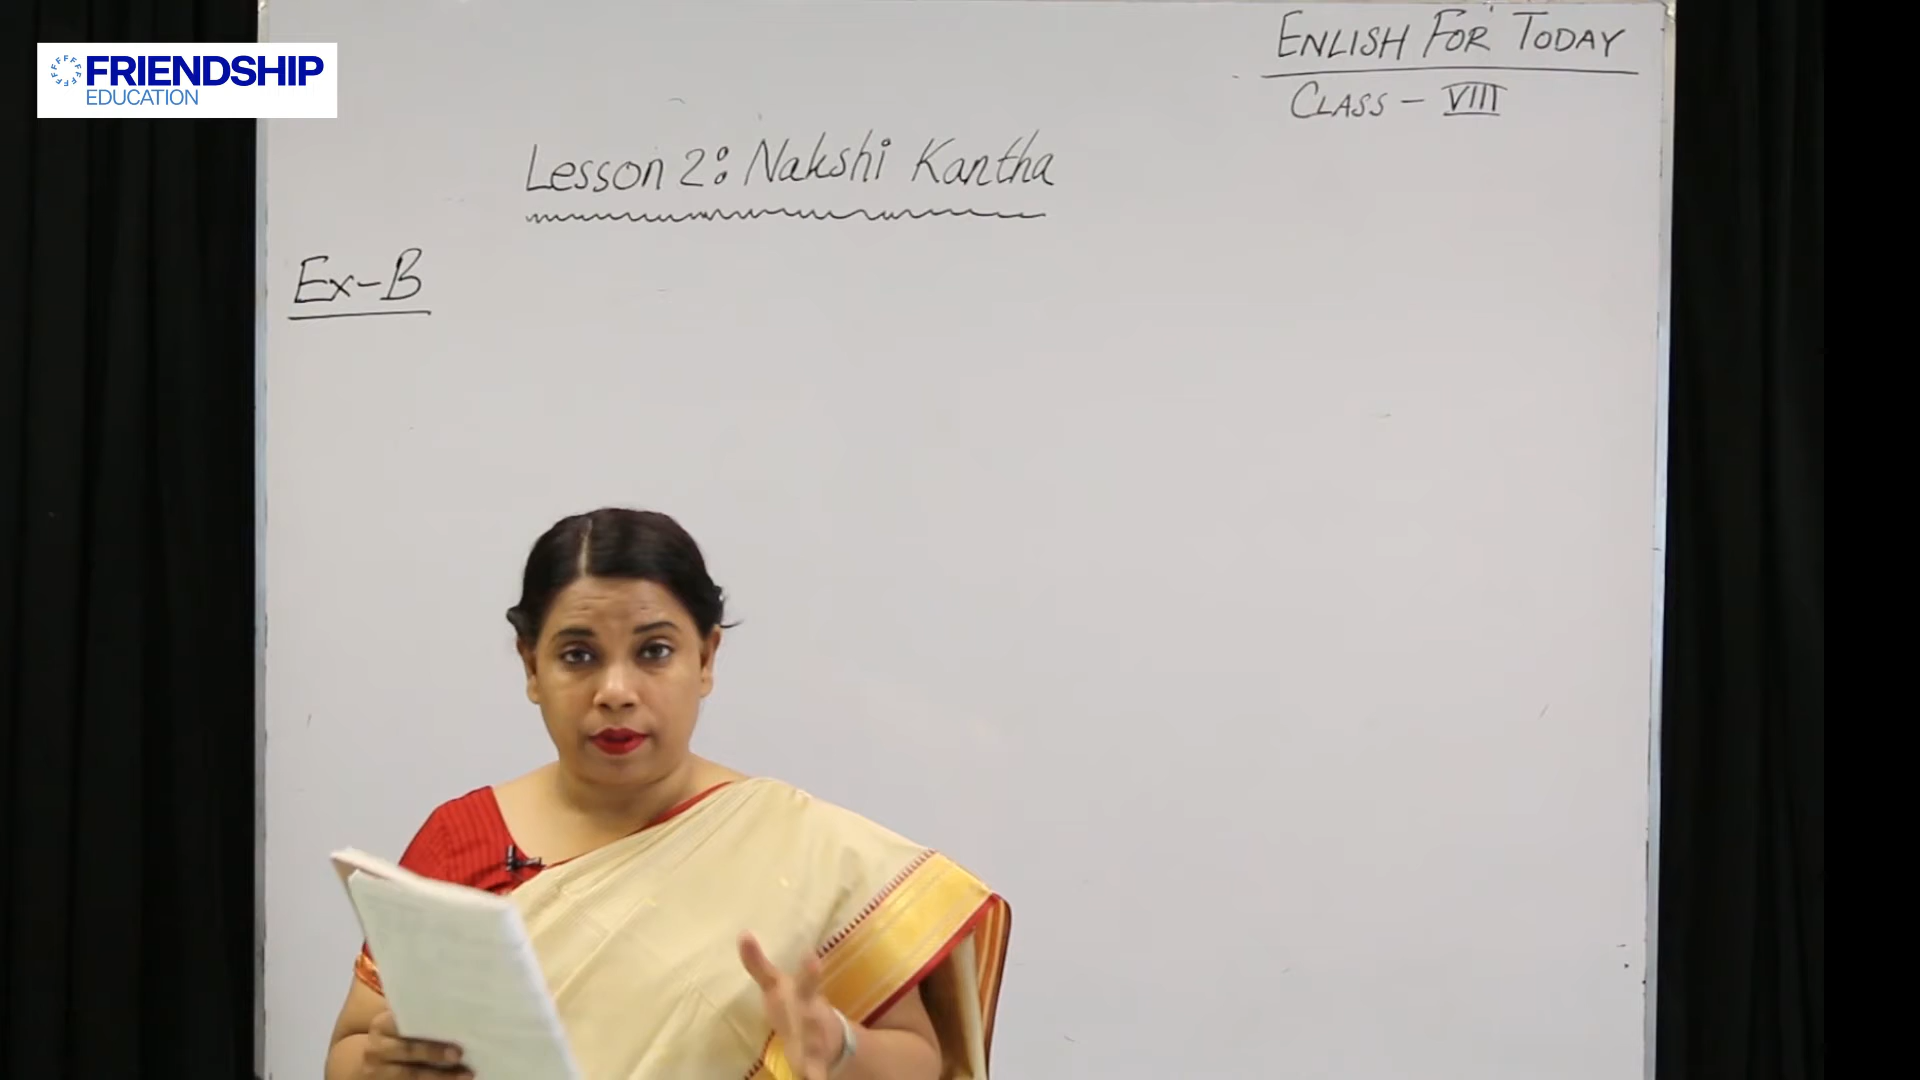 FRIENDSHIP
EDUCATION
ENLISH FOR TODAY
CLASS - VIII
Lesson 2: Nakshi Kantha
Ex-B